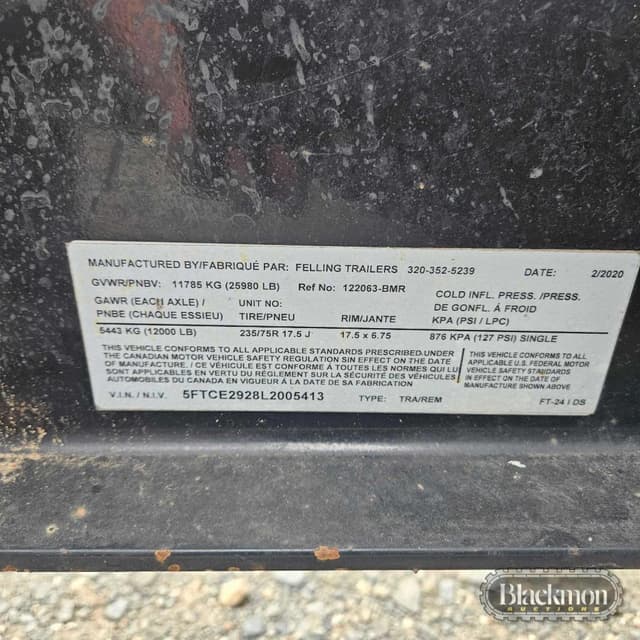 MANUFACTURED BY/FABRIQUÉ PAR: FELLING TRAILERS 320-352-5239 DATE: 2/2020
GVWR/PNBV: 11785 KG (25980 LB) Ref No 122063-BMR
GAWR (EACH AXLE) / UNIT NO: COLD INFL. PRESS. /PRESS.
PNBE (CHAQUE ESSIEU) TIRE/PNEU RIM/JANTE DE GONFL. À FROID
KPA (PSI / LPC)
5443 KG (12000 LB) 235/75R 17.5 J 17.5 x 6.75 876 KPA (127 PSI) SINGLE
THIS VEHICLE CONFORMS TO ALL APPLICABLE STANDARDS PRESCRIBED UNDER
THE CANADIAN MOTOR VEHICLE SAFETY REGULATION SIN EFFECT ON THE DATE
OF MANUFACTURE. / CE VÉHICULE EST CONFORME À TOUTES LES NORMES QUI LUI
SONT APPLICABLES EN VERTU DU RÉGLEMENT SUR LA SÉCURITÉ DES VÉHICULES
AUTOMOBILES DU CANADA EN VIGUEUR À LA DATE DE SA FABRICATION
THIS VEHICLE CONFORMS TO
ALL APPLICABLE U.S.
FEDERAL MOTOR
VEHICLE SAFETY STANDARDS
IN EFFECT ON THE DATE OF
MANUFACTURE SHOWN ABOVE
V.I.N. / N.I.V. 5FTCE2928L2005413 TYPE: TRA/REM FT-24 I DS
Blackmon
AUCTIONS